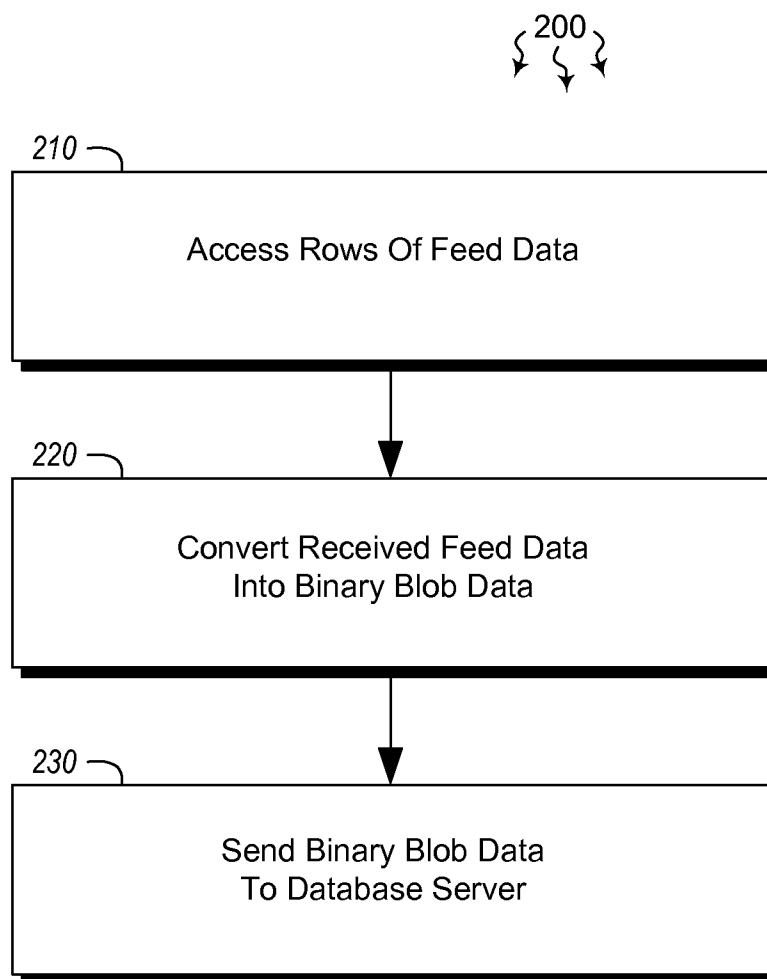 200
210
Access Rows Of Feed Data
220
Convert Received Feed Data
Into Binary Blob Data
230
Send Binary Blob Data
To Database Server